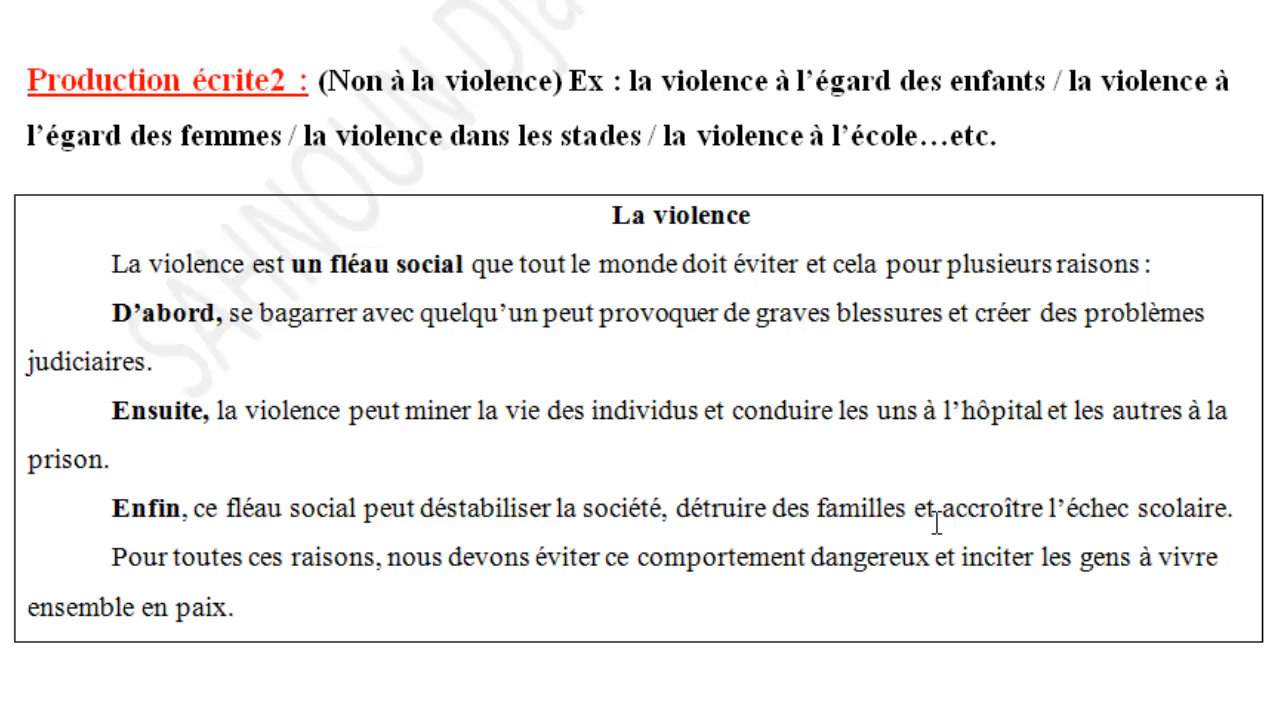 Production écrite2 : (Non à la violence) Ex : la violence à l’égard des enfants / la violence à
l’égard des femmes / la violence dans les stades / la violence à l’école…etc.
La violence
La violence est un fléau social que tout le monde doit éviter et cela pour plusieurs raisons :
D’abord, se bagarrer avec quelqu’un peut provoquer de graves blessures et créer des problèmes
judiciaires.
Ensuite, la violence peut miner la vie des individus et conduire les uns à l’hôpital et les autres à la
prison.
Enfin, ce fléau social peut déstabiliser la société, détruire des familles et accroître l’échec scolaire.
Pour toutes ces raisons, nous devons éviter ce comportement dangereux et inciter les gens à vivre
ensemble en paix.
SAHNOUN